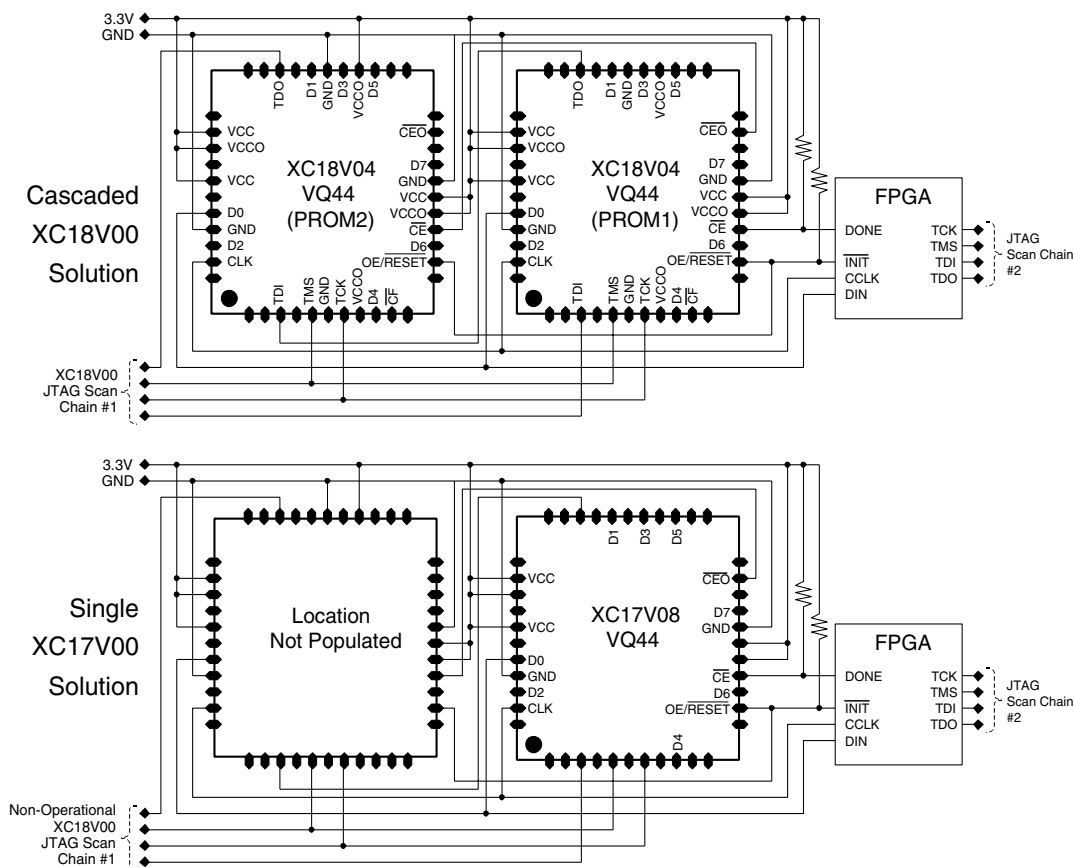 3.3V
GND
Cascaded
XC18V00
Solution
TDO
D1
GND
D3
VCCO
D5
VCC
VCCO
VCC
D0
GND
D2
CLK
CEO
D7
GND
VCC
VCCO
CE
D6
OE/RESET
XC18V04
VQ44
(PROM2)
TDI
TMS
GND
TCK
VCCO
D4
CF
TDO
D1
GND
D3
VCCO
D5
VCC
VCCO
VCC
D0
GND
D2
CLK
CEO
D7
GND
VCC
VCCO
CE
D6
OE/RESET
XC18V04
VQ44
(PROM1)
TDI
TMS
GND
TCK
VCCO
D4
CF
FPGA
DONE
INIT
CCLK
DIN
TCK
TMS
TDI
TDO
JTAG
Scan Chain
#2
XC18V00
JTAG Scan
Chain #1
3.3V
GND
Single
XC17V00
Solution
Location
Not Populated
D1
D3
D5
VCC
VCC
D0
GND
D2
CLK
CEO
D7
GND
CE
D6
OE/RESET
XC17V08
VQ44
D4
FPGA
DONE
INIT
CCLK
DIN
TCK
TMS
TDI
TDO
JTAG
Scan Chain
#2
Non-Operational
XC18V00
JTAG Scan
Chain #1